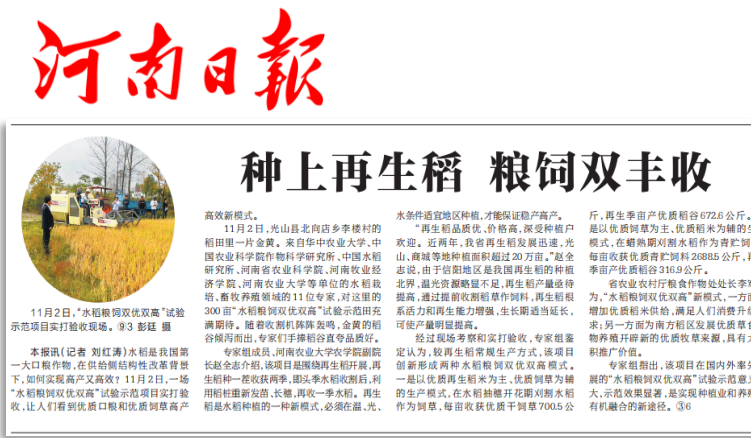 河南日报
种上再生稻 粮饲双丰收
11月2日，“水稻粮饲双优双高”试验
示范项目实打验收现场。⑨3 彭廷 摄
本报讯（记者 刘红涛）水稻是我国第
一大口粮作物，在供给侧结构性改革背景
下，如何实现高产又高效？11月2日，一场
“水稻粮饲双优双高”试验示范项目实打验
收，让人们看到优质口粮和优质饲草高产
高效新模式。
11月2日，光山县北向店乡李楼村的
稻田里一片金黄。来自华中农业大学、中
国农业科学院作物科学研究所、中国水稻
研究所、河南省农业科学院、河南牧业经
济学院、河南农业大学等单位的水稻栽
培、畜牧养殖领域的11位专家，对这里的
300亩“水稻粮饲双优双高”试验示范田充
满期待。随着收割机阵阵轰鸣，金黄的稻
谷倾泻而出，专家们手捧稻谷直夸品质好。
专家组成员、河南农业大学农学院副院
长赵全志介绍，该项目是围绕再生稻开展，再
生稻种一茬收获两季，即头季水稻收割后，利
用稻桩重新发苗、长穗，再收一季水稻。再生
稻是水稻种植的一种新模式，必须在温、光、
水条件适宜地区种植，才能保证稳产高产。
“再生稻品质优、价格高，深受种植户
欢迎。近两年，我省再生稻发展迅速，光
山、商城等地种植面积超过20万亩。”赵全
志说，由于信阳地区是我国再生稻的种植
北界，温光资源略显不足，再生稻产量亟待
提高，通过提前收割稻草作饲料，再生稻根
系活力和再生能力增强，生长期适当延长，
可使产量明显提高。
经过现场考察和实打验收，专家组鉴
定认为，较再生稻常规生产方式，该项目
创新形成两种水稻粮饲双优双高模式。
一是以优质再生稻米为主、优质饲草为辅
的生产模式，在水稻抽穗开花期刈割水稻
作为饲草，每亩收获优质干饲草700.5公
斤，再生季亩产优质稻谷672.6公斤。
是以优质饲草为主、优质稻米为辅的生
模式，在蜡熟期刈割水稻作为青贮饲
每亩收获优质青贮饲料2688.5公斤，再
季亩产优质稻谷316.9公斤。
省农业农村厅粮食作物处处长李军
为，“水稻粮饲双优双高”新模式，一方面
增加优质稻米供给，满足人们消费升级
求；另一方面为南方稻区发展优质草食
物养殖开辟新的优质收草来源，具有大
积推广价值。
专家组指出，该项目在国内外率先
展的“水稻粮饲双优双高”试验示范意义
大，示范效果显著，是实现种植业和养殖
有机融合的新途径。③6